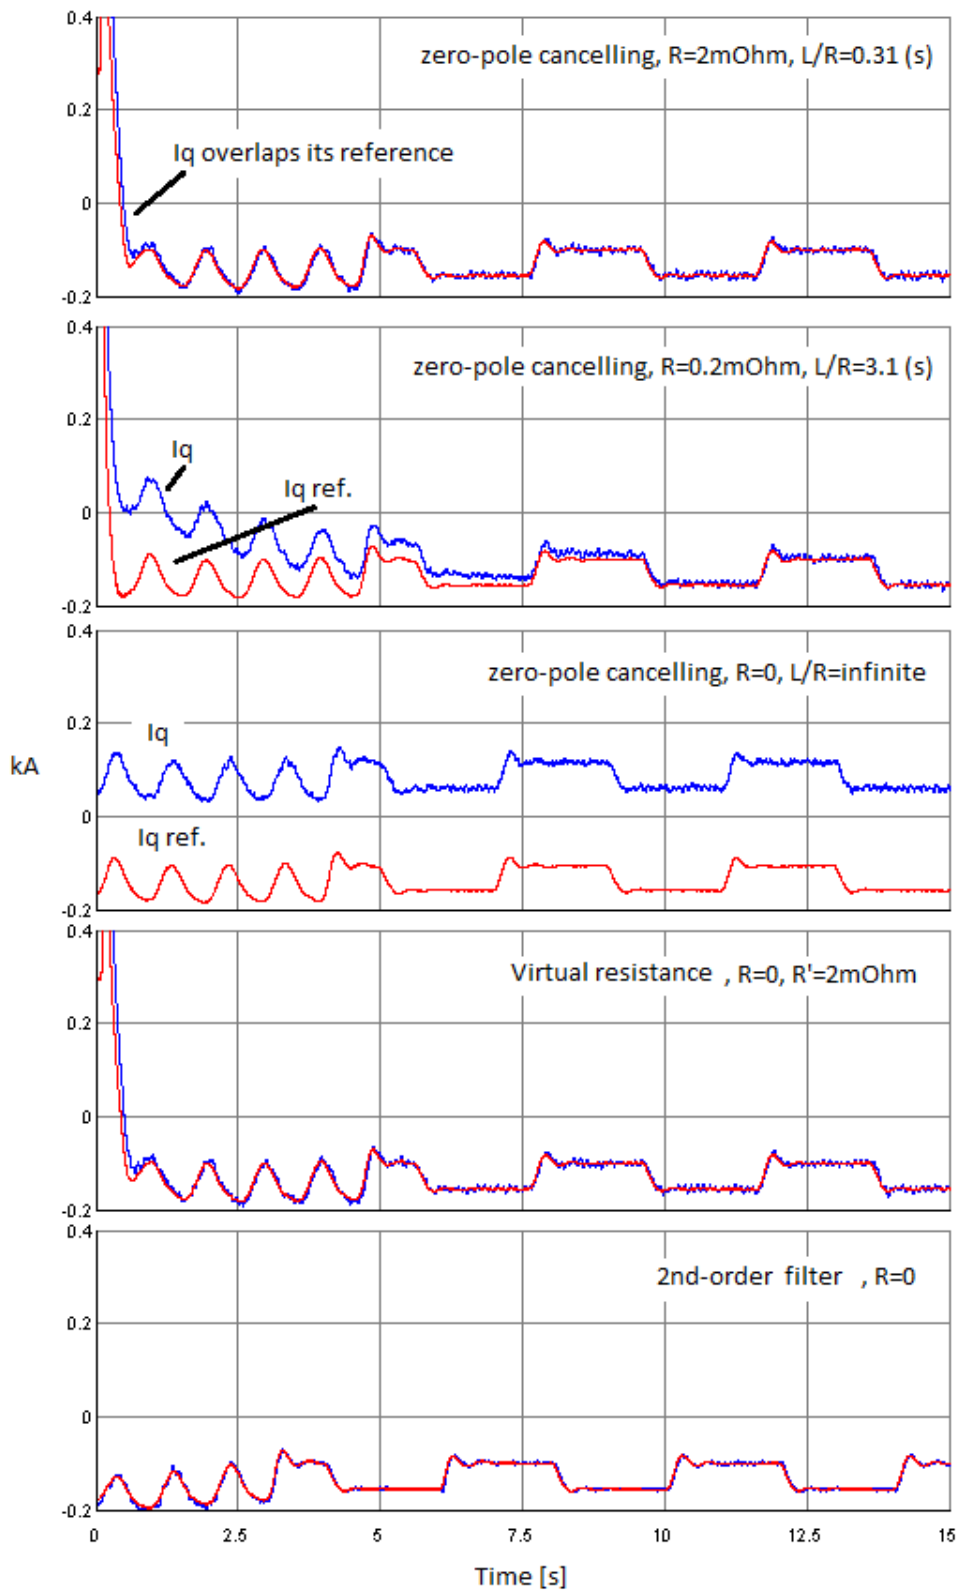 0.4
zero-pole cancelling, R=2mOhm, L/R=0.31 (s)
0.2
Iq overlaps its reference
0
-0.2
0.4
zero-pole cancelling, R=0.2mOhm, L/R=3.1 (s)
0.2
Iq
Iq ref.
0
-0.2
0.4
zero-pole cancelling, R=0, L/R=infinite
0.2
Iq
kA
0
Iq ref.
-0.2
0.4
Virtual resistance , R=0, R'=2mOhm
0.2
0
-0.2
0.4
2nd-order filter , R=0
0.2
0
-0.2
0 2.5 5 7.5 10 12.5 15
Time [s]